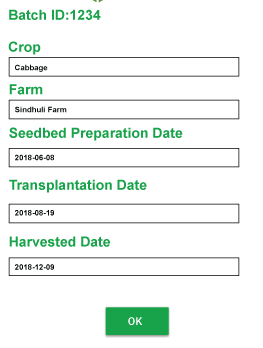 Batch ID:1234
Crop
Cabbage
Farm
Sindhuli Farm
Seedbed Preparation Date
2018-06-08
Transplantation Date
2018-08-19
Harvested Date
2018-12-09
OK